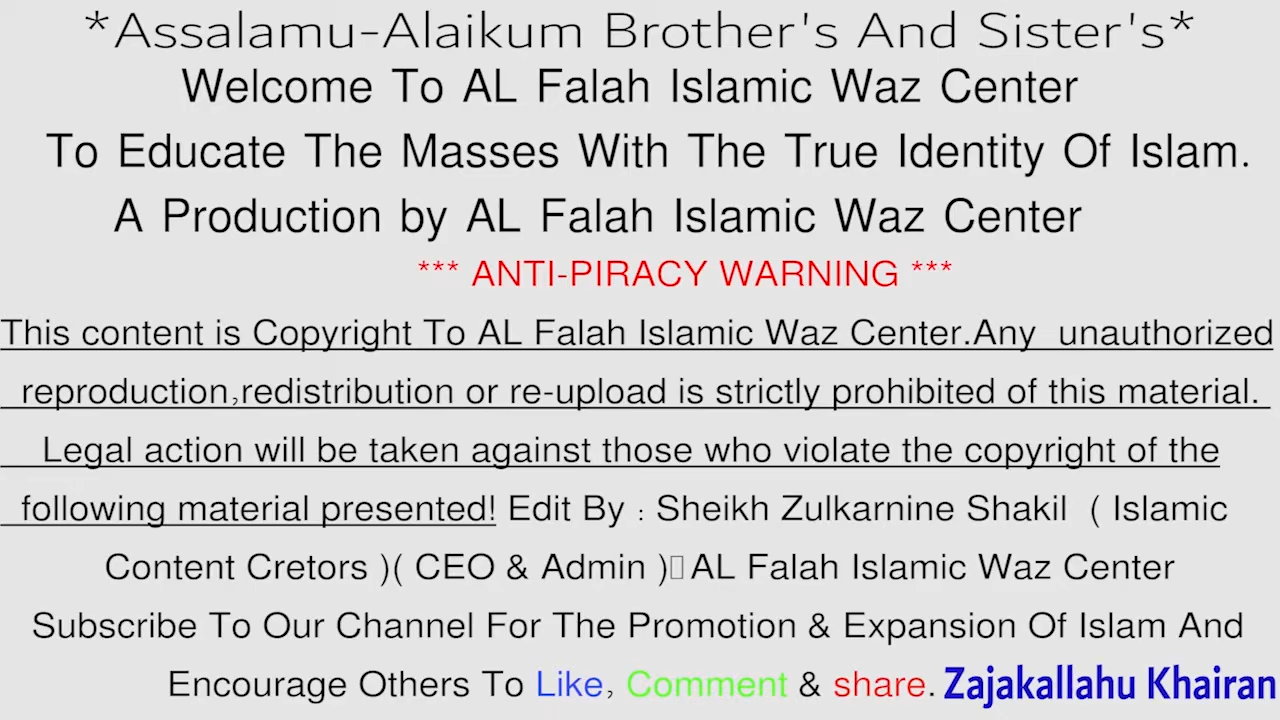 *Assalamu-Alaikum Brother's And Sister's*
Welcome To AL Falah Islamic Waz Center
To Educate The Masses With The True Identity Of Islam.
A Production by AL Falah Islamic Waz Center
*** ANTI-PIRACY WARNING ***
This content is Copyright To AL Falah Islamic Waz Center.Any unauthorized
reproduction,redistribution or re-upload is strictly prohibited of this material.
Legal action will be taken against those who violate the copyright of the
following material presented! Edit By : Sheikh Zulkarnine Shakil ( Islamic
Content Cretors )( CEO & Admin )▯AL Falah Islamic Waz Center
Subscribe To Our Channel For The Promotion & Expansion Of Islam And
Encourage Others To Like, Comment & share. Zajakallahu Khairan